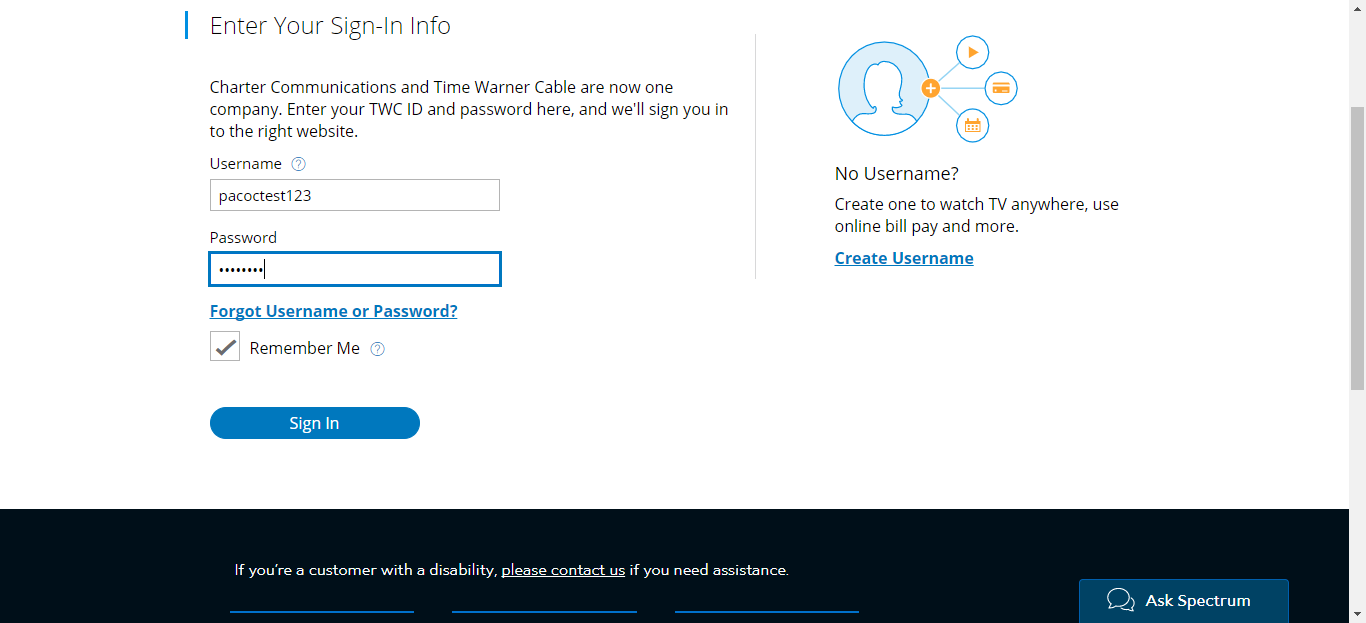 Enter Your Sign-In Info
Charter Communications and Time Warner Cable are now one
company. Enter your TWC ID and password here, and we'll sign you in
to the right website.
Username ?
pacoctest123
Password
••••••••
Forgot Username or Password?
Remember Me ?
Sign In
No Username?
Create one to watch TV anywhere, use
online bill pay and more.
Create Username
If you’re a customer with a disability, please contact us if you need assistance.
Ask Spectrum